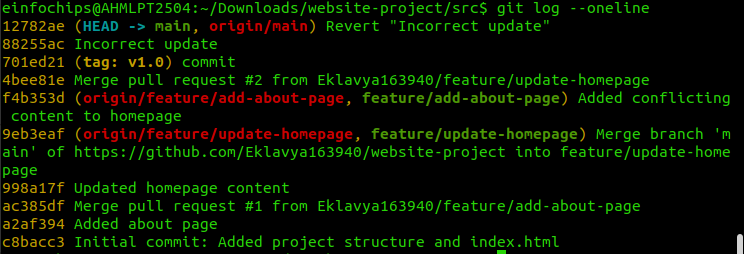 einfochips@AHMLPT2504:~/Downloads/website-project/src$ git log --oneline
12782ae (HEAD -> main, origin/main) Revert "Incorrect update"
88255ac Incorrect update
701ed21 (tag: v1.0) commit
4bee81e Merge pull request #2 from Eklavya163940/feature/update-homepage
f4b353d (origin/feature/add-about-page, feature/add-about-page) Added conflicting
 content to homepage
9eb3eaf (origin/feature/update-homepage, feature/update-homepage) Merge branch 'm
ain' of https://github.com/Eklavya163940/website-project into feature/update-home
page
998a17f Updated homepage content
ac385df Merge pull request #1 from Eklavya163940/feature/add-about-page
a2af394 Added about page
c8bacc3 Initial commit: Added project structure and index.html